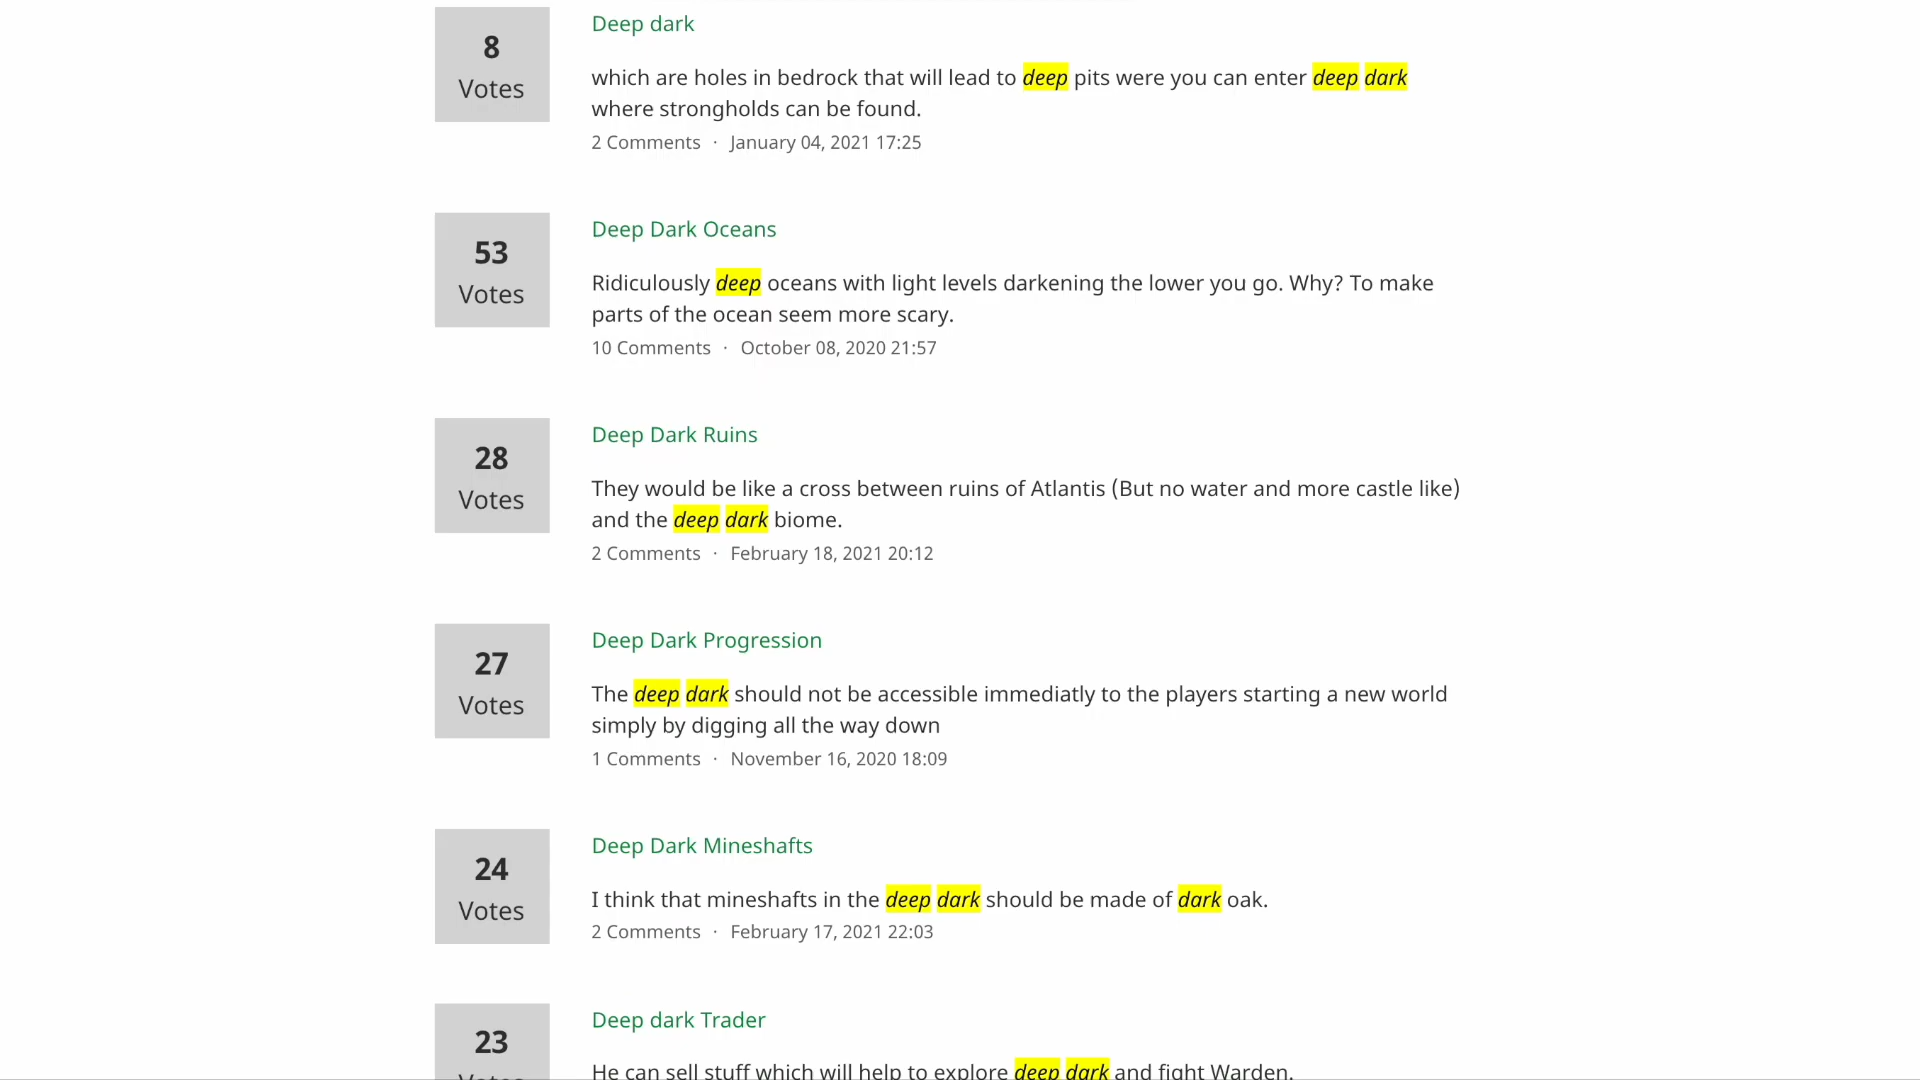 8
Votes
Deep dark
which are holes in bedrock that will lead to deep pits were you can enter deep dark
where strongholds can be found.
2 Comments · January 04, 2021 17:25
53
Votes
Deep Dark Oceans
Ridiculously deep oceans with light levels darkening the lower you go. Why? To make
parts of the ocean seem more scary.
10 Comments · October 08, 2020 21:57
28
Votes
Deep Dark Ruins
They would be like a cross between ruins of Atlantis (But no water and more castle like)
and the deep dark biome.
2 Comments · February 18, 2021 20:12
27
Votes
Deep Dark Progression
The deep dark should not be accessible immediatly to the players starting a new world
simply by digging all the way down
1 Comments · November 16, 2020 18:09
24
Votes
Deep Dark Mineshafts
I think that mineshafts in the deep dark should be made of dark oak.
2 Comments · February 17, 2021 22:03
23
Votes
Deep dark Trader
He can sell stuff which will help to explore deep dark and fight Warden.